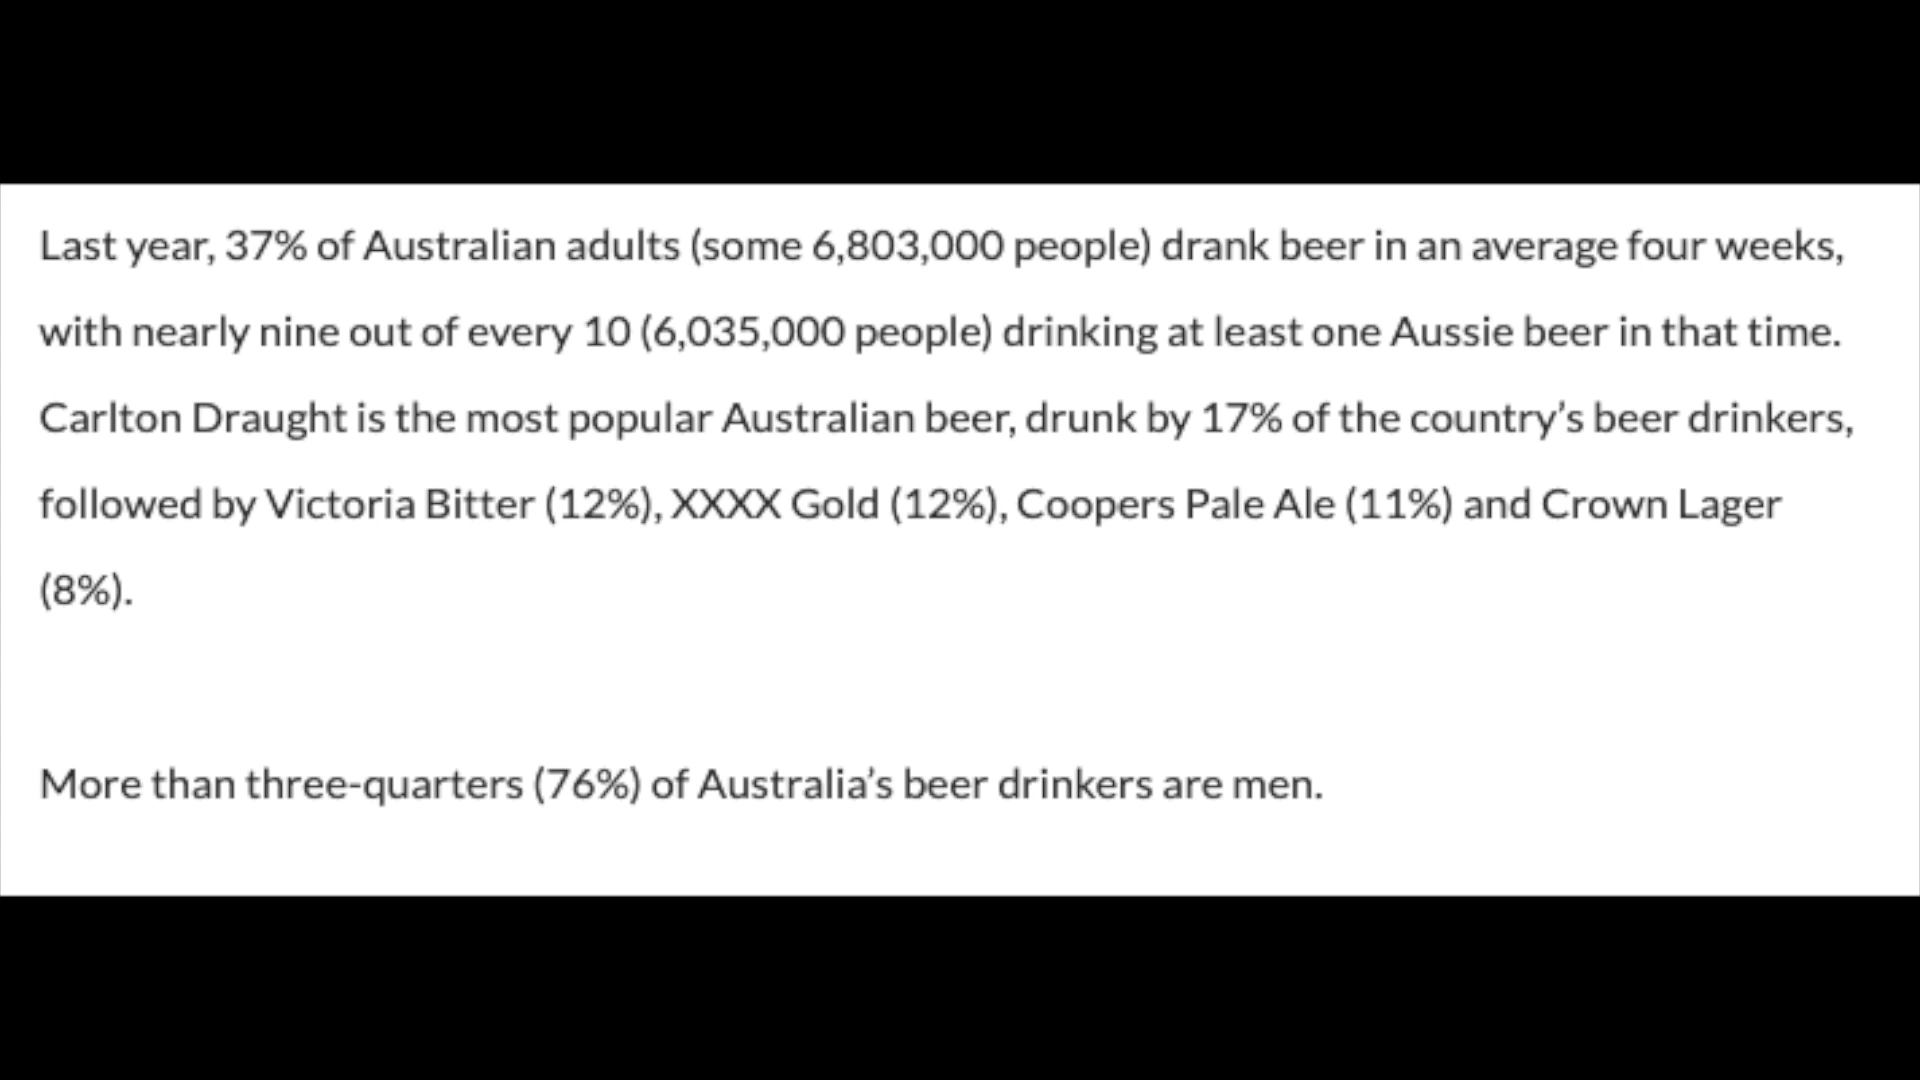 Last year, 37% of Australian adults (some 6,803,000 people) drank beer in an average four weeks,
with nearly nine out of every 10 (6,035,000 people) drinking at least one Aussie beer in that time.
Carlton Draught is the most popular Australian beer, drunk by 17% of the country’s beer drinkers,
followed by Victoria Bitter (12%), XXXX Gold (12%), Coopers Pale Ale (11%) and Crown Lager
(8%).
More than three-quarters (76%) of Australia’s beer drinkers are men.